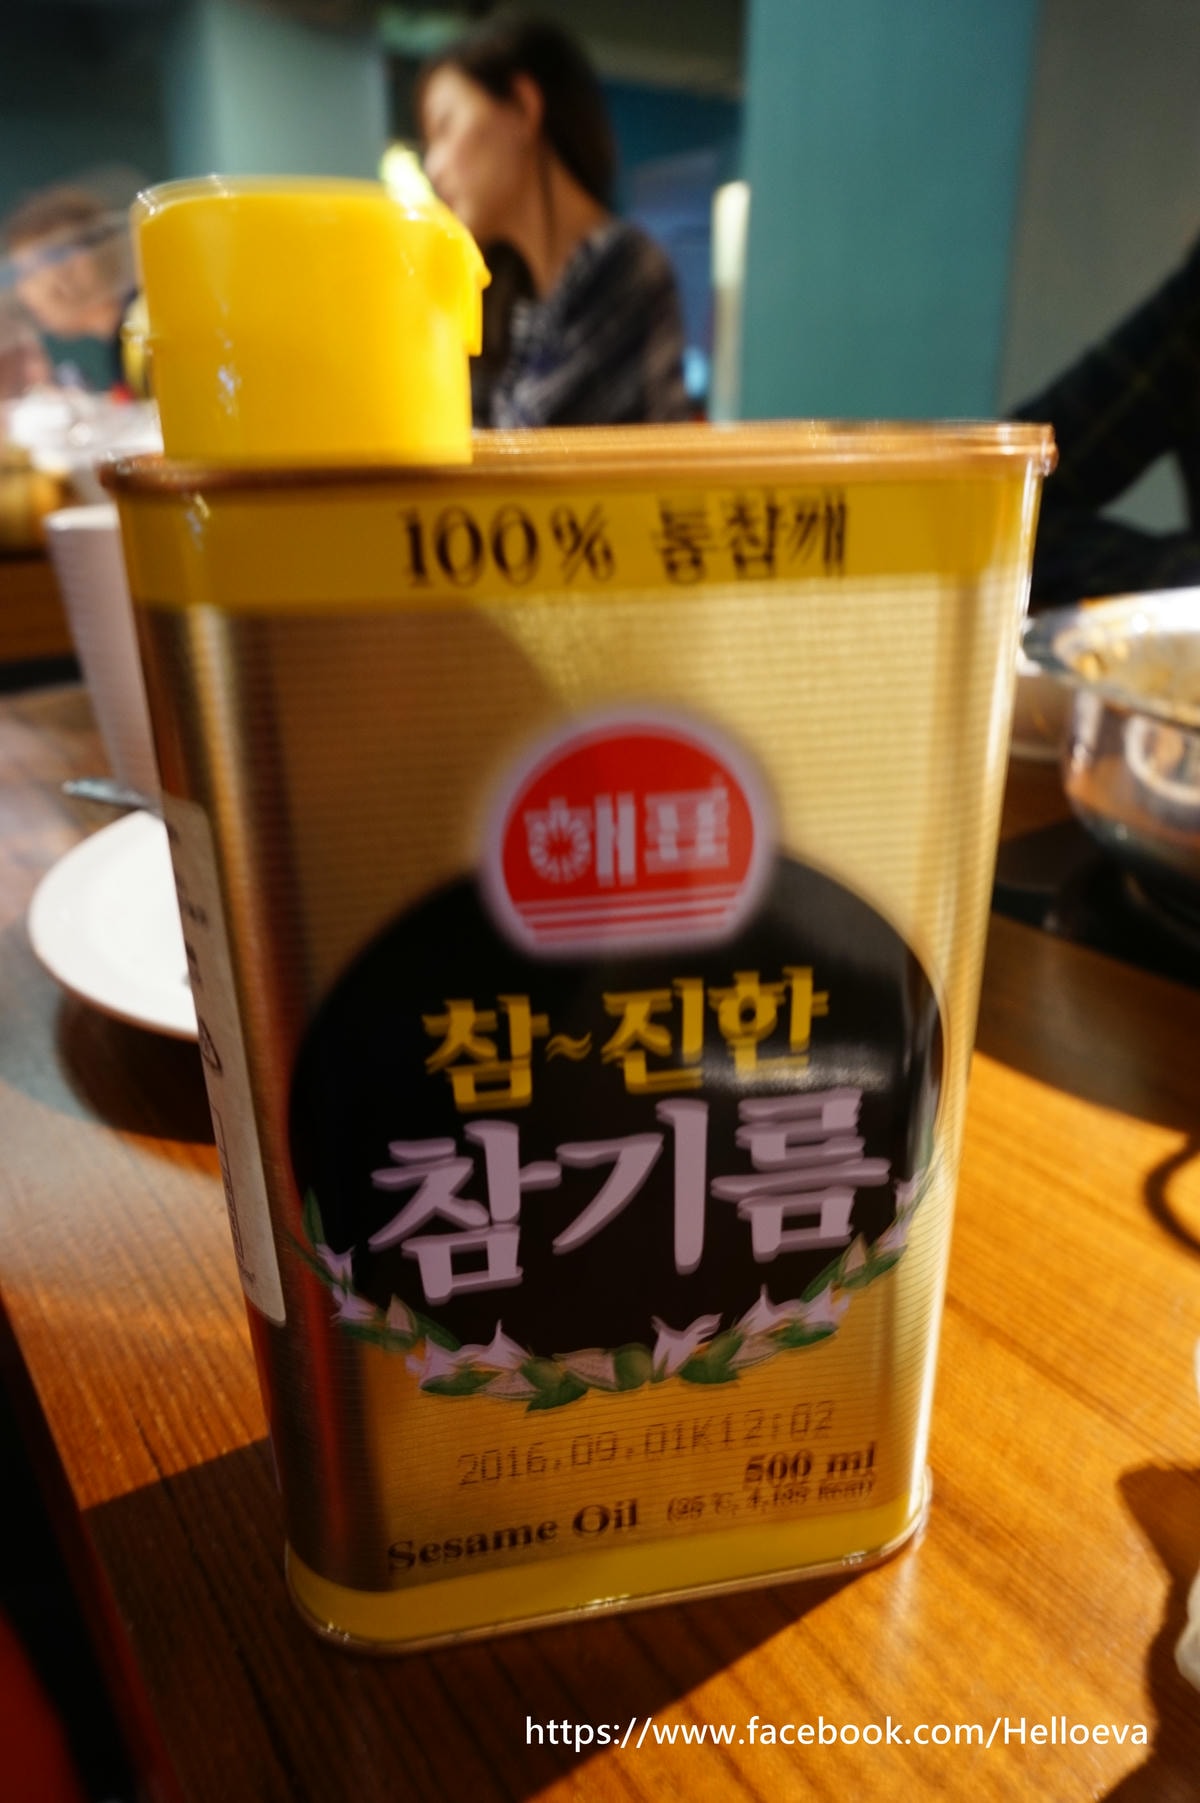 100% 통참깨
해표
참~진한
참기름
2016.09.01K12:02
500 ml
Sesame Oil
https://www.facebook.com/Helloeva